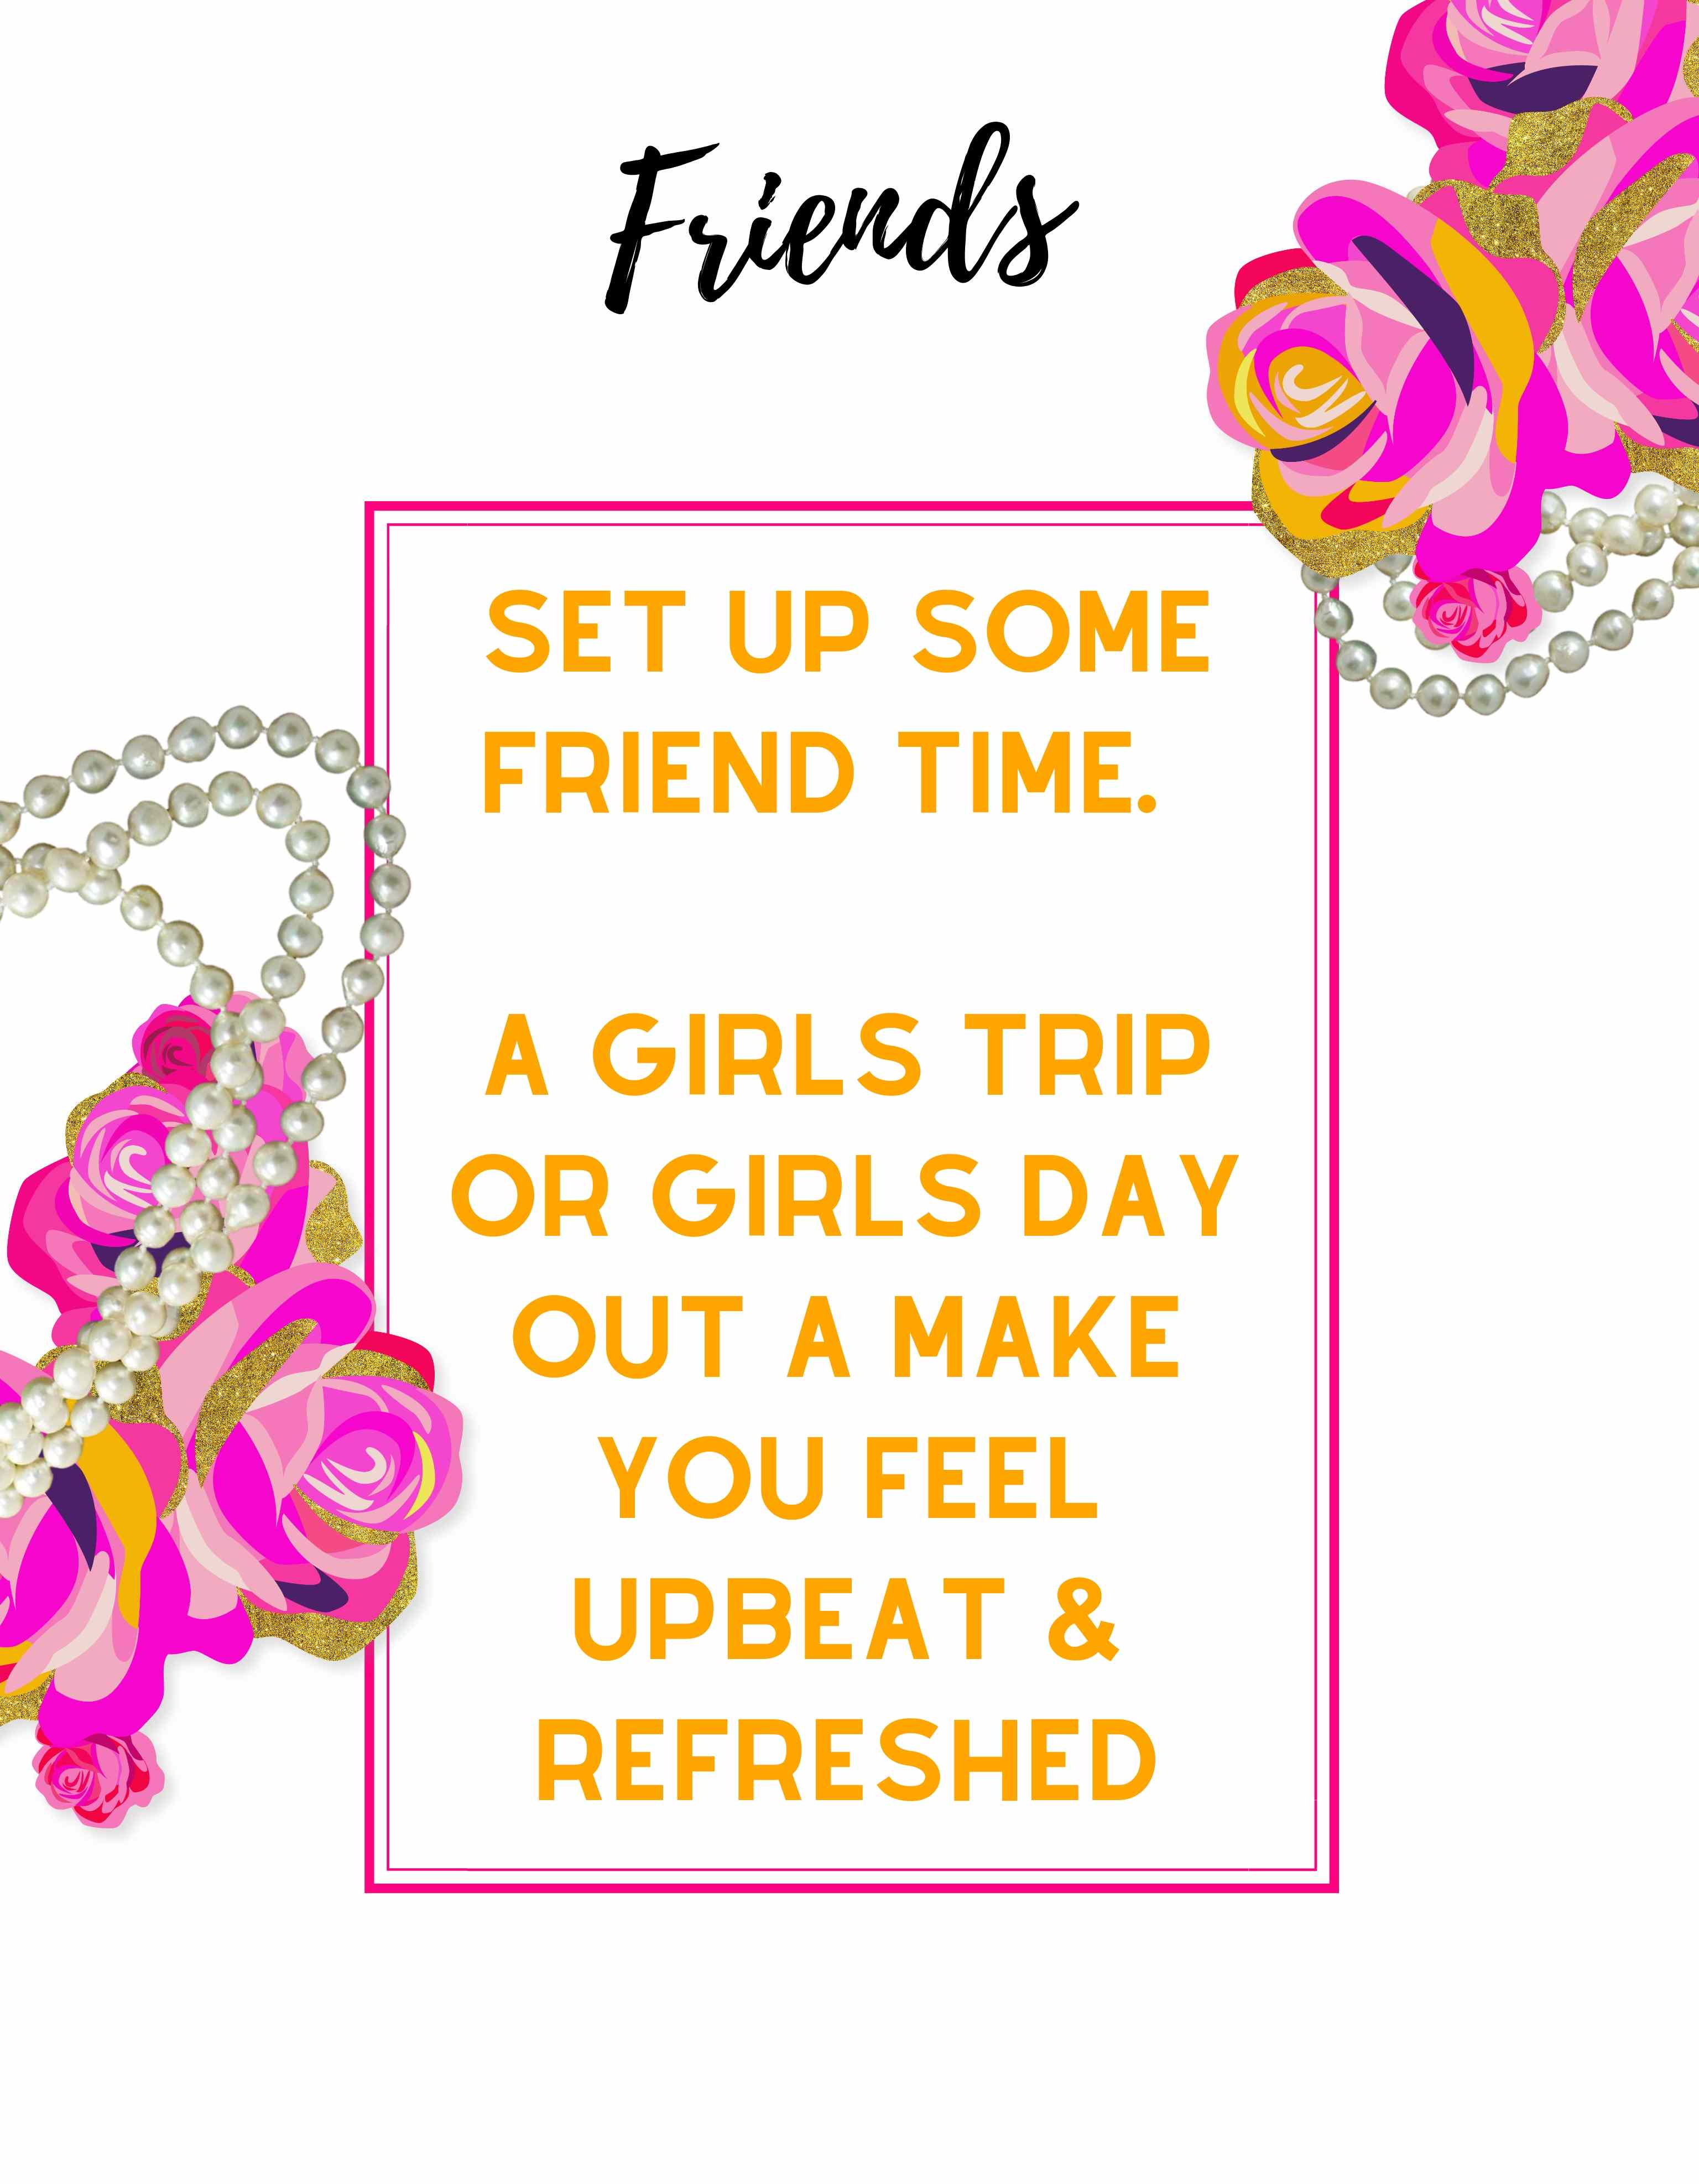 Friends
SET UP SOME
FRIEND TIME.
A GIRLS TRIP
OR GIRLS DAY
OUT A MAKE
YOU FEEL
UPBEAT &
REFRESHED